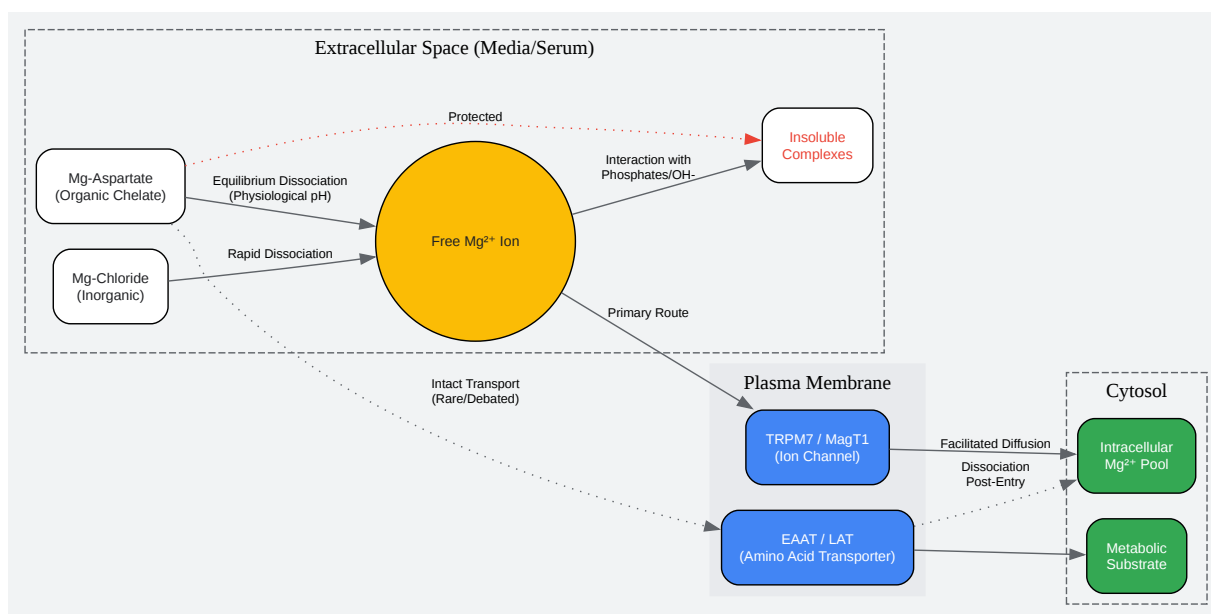 Extracellular Space (Media/Serum)
Protected
Insoluble
Complexes
Mg-Aspartate
(Organic Chelate)
Equilibrium Dissociation
(Physiological pH)
Interaction with
Phosphates/OH-
Free Mg²⁺ Ion
Rapid Dissociation
Mg-Chloride
(Inorganic)
Primary Route
Intact Transport
(Rare/Debated)
Plasma Membrane
Cytosol
TRPM7 / MagT1
(Ion Channel)
Facilitated Diffusion
Intracellular
Mg²⁺ Pool
Dissociation
Post-Entry
EAAT / LAT
(Amino Acid Transporter)
Metabolic
Substrate